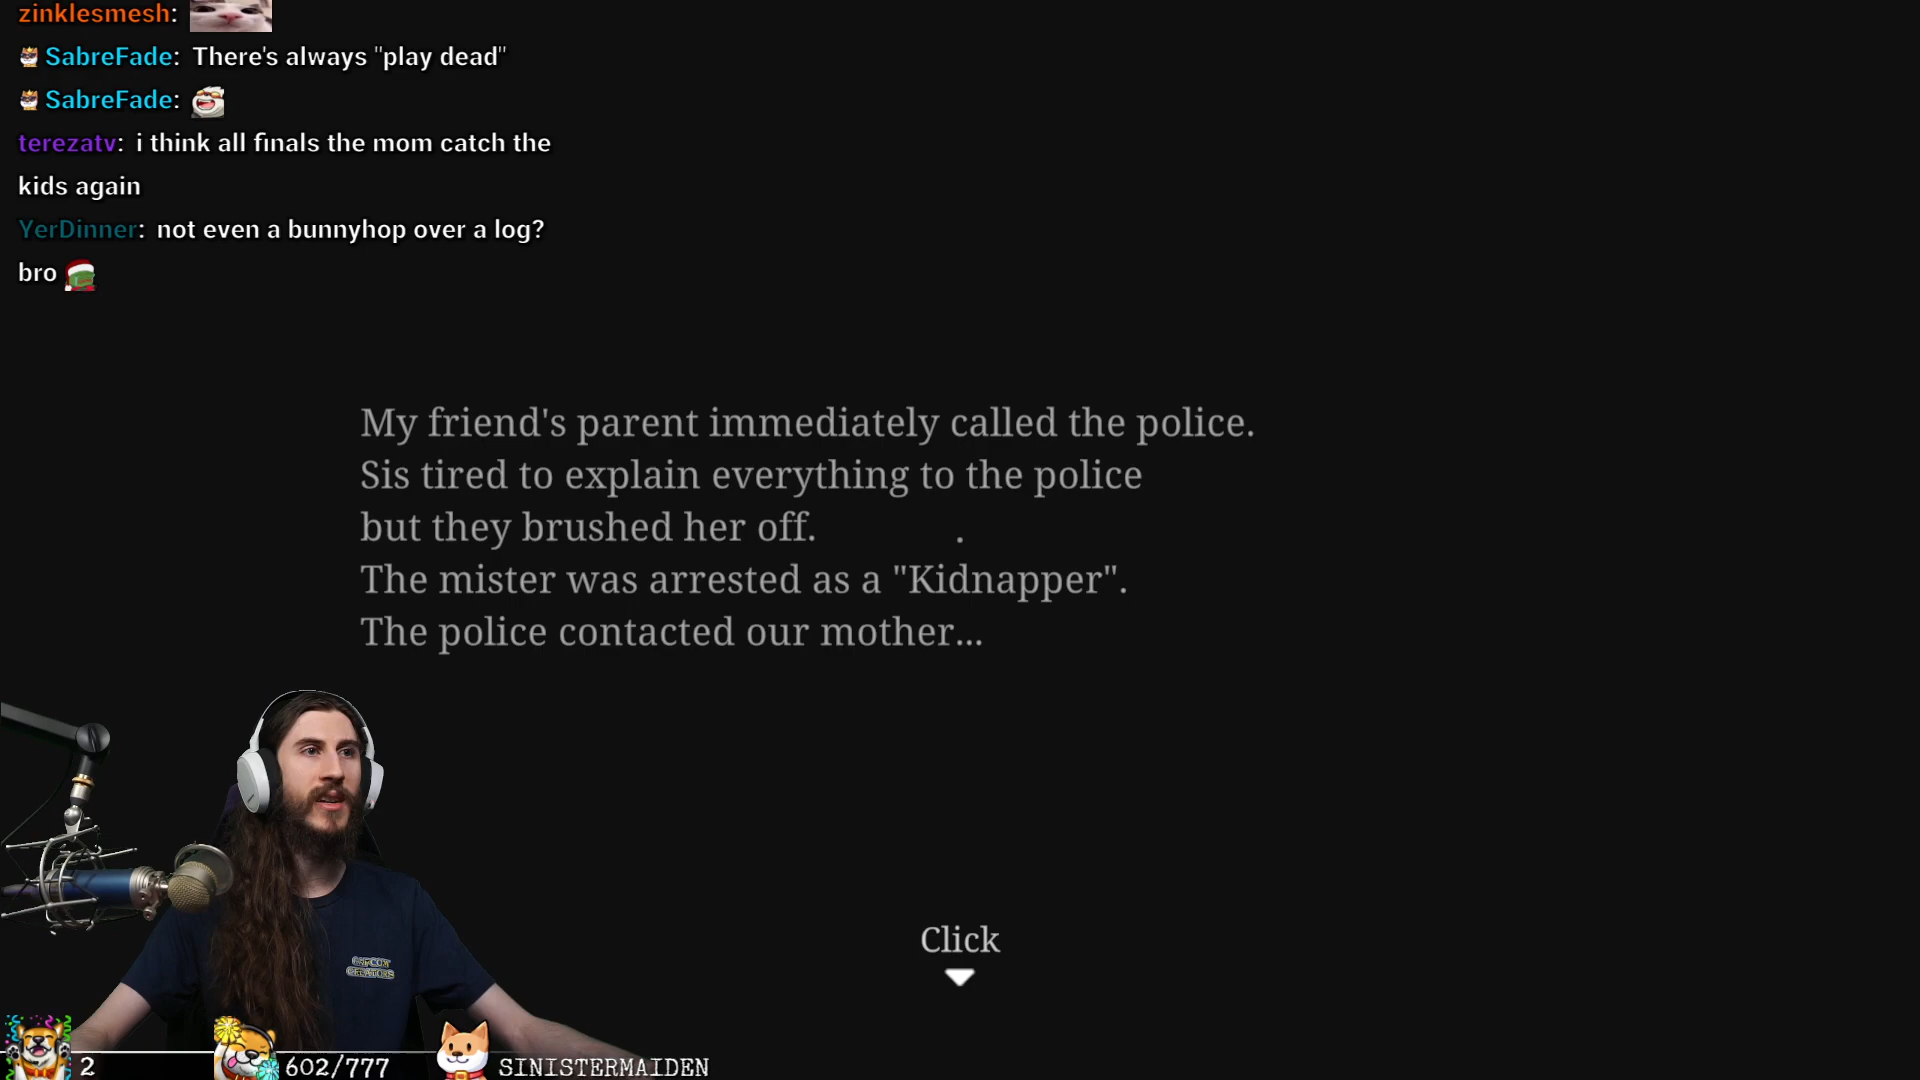 zinklesmesh:
SabreFade: There's always "play dead"
SabreFade:
terezatv: i think all finals the mom catch the
kids again
YerDinner: not even a bunnyhop over a log?
bro
My friend's parent immediately called the police.
Sis tired to explain everything to the police
but they brushed her off. .
The mister was arrested as a "Kidnapper".
The police contacted our mother...
Click
CAPCOM
CREATORS
2
602/777
SINISTERMAIDEN